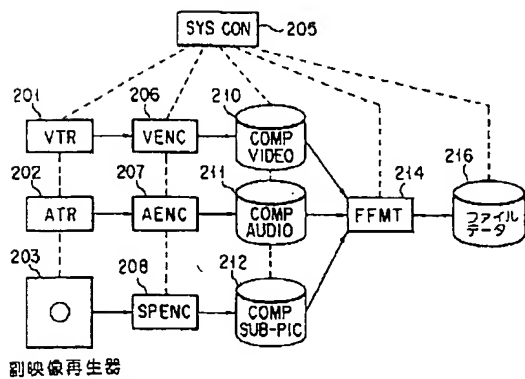 SYS CON
205
201
206
210
VTR
VENC
COMP
VIDEO
202
207
211
214
216
ATR
AENC
COMP
AUDIO
FFMT
ファイル
データ
203
208
212
SPENC
COMP
SUB-PIC
副映像再生器